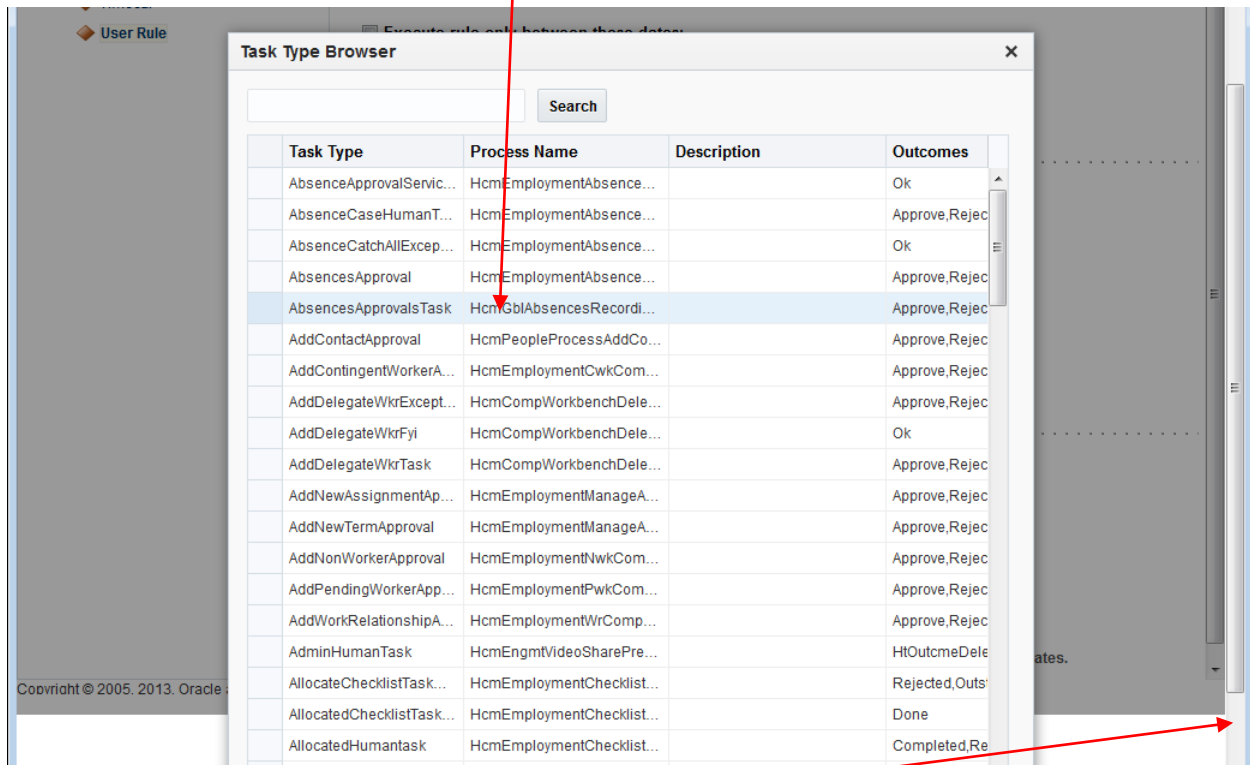 User Rule
Execute rule only between these dates:
Task Type Browser
Search
Task Type Process Name Description Outcomes
AbsenceApprovalServic... HcmEmploymentAbsence... Ok
AbsenceCaseHumanT... HcmEmploymentAbsence... Approve,Rejec
AbsenceCatchAllExcep... HcmEmploymentAbsence... Ok
AbsencesApproval HcmEmploymentAbsence... Approve,Rejec
AbsencesApprovalsTask HcmGblAbsencesRecordi... Approve,Rejec
AddContactApproval HcmPeopleProcessAddCo... Approve,Rejec
AddContingentWorkerA... HcmEmploymentCwkCom... Approve,Rejec
AddDelegateWkrExcept... HcmCompWorkbenchDele... Approve,Rejec
AddDelegateWkrFyi HcmCompWorkbenchDele... Ok
AddDelegateWkrTask HcmCompWorkbenchDele... Approve,Rejec
AddNewAssignmentAp... HcmEmploymentManageA... Approve,Rejec
AddNewTermApproval HcmEmploymentManageA... Approve,Rejec
AddNonWorkerApproval HcmEmploymentNwkCom... Approve,Rejec
AddPendingWorkerApp... HcmEmploymentPwkCom... Approve,Rejec
AddWorkRelationshipA... HcmEmploymentWrComp... Approve,Rejec
AdminHumanTask HcmEngmtVideoSharePre... HtOutcmeDele
ates.
AllocateChecklistTask... HcmEmploymentChecklist... Rejected,Outs
Copyright © 2005, 2013, Oracle
AllocatedChecklistTask... HcmEmploymentChecklist... Done
AllocatedHumantask HcmEmploymentChecklist... Completed,Re